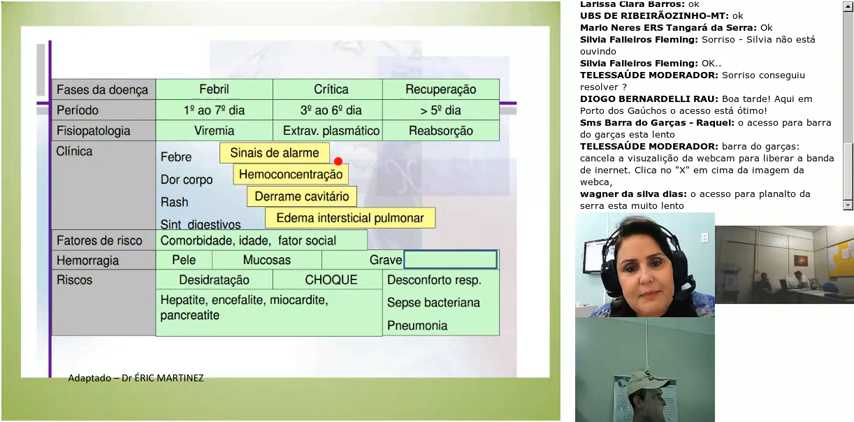 Fases da doença Febril Crítica Recuperação
Período 1º ao 7º dia 3º ao 6º dia > 5º dia
Fisiopatologia Viremia Extrav. plasmático Reabsorção
Clínica
Febre Sinais de alarme
Dor corpo Hemoconcentração
Rash Derrame cavitário
Sint digestivos Edema intersticial pulmonar
Fatores de risco Comorbidade, idade, fator social
Hemorragia Pele Mucosas Grave
Riscos Desidratação CHOQUE Desconforto resp.
Hepatite, encefalite, miocardite, Sepse bacteriana
pancreatite Pneumonia
Adaptado – Dr ÉRIC MARTINEZ
Larissa Clara Barros: ok
UBS DE RIBEIRÃOZINHO-MT: ok
Mario Neres ERS Tangará da Serra: Ok
Silvia Falleiros Fleming: Sorriso - Silvia não está
ouvindo
Silvia Falleiros Fleming: OK..
TELESSAÚDE MODERADOR: Sorriso conseguiu
resolver ?
DIOGO BERNARDELLI RAU: Boa tarde! Aqui em
Porto dos Gaúchos o acesso está ótimo!
Sms Barra do Garças - Raquel: o acesso para barra
do garças esta lento
TELESSAÚDE MODERADOR: barra do garças:
cancela a visuzalição da webcam para liberar a banda
de inernet. Clica no "X" em cima da imagem da
webca,
wagner da silva dias: o acesso para planalto da
serra esta muito lento